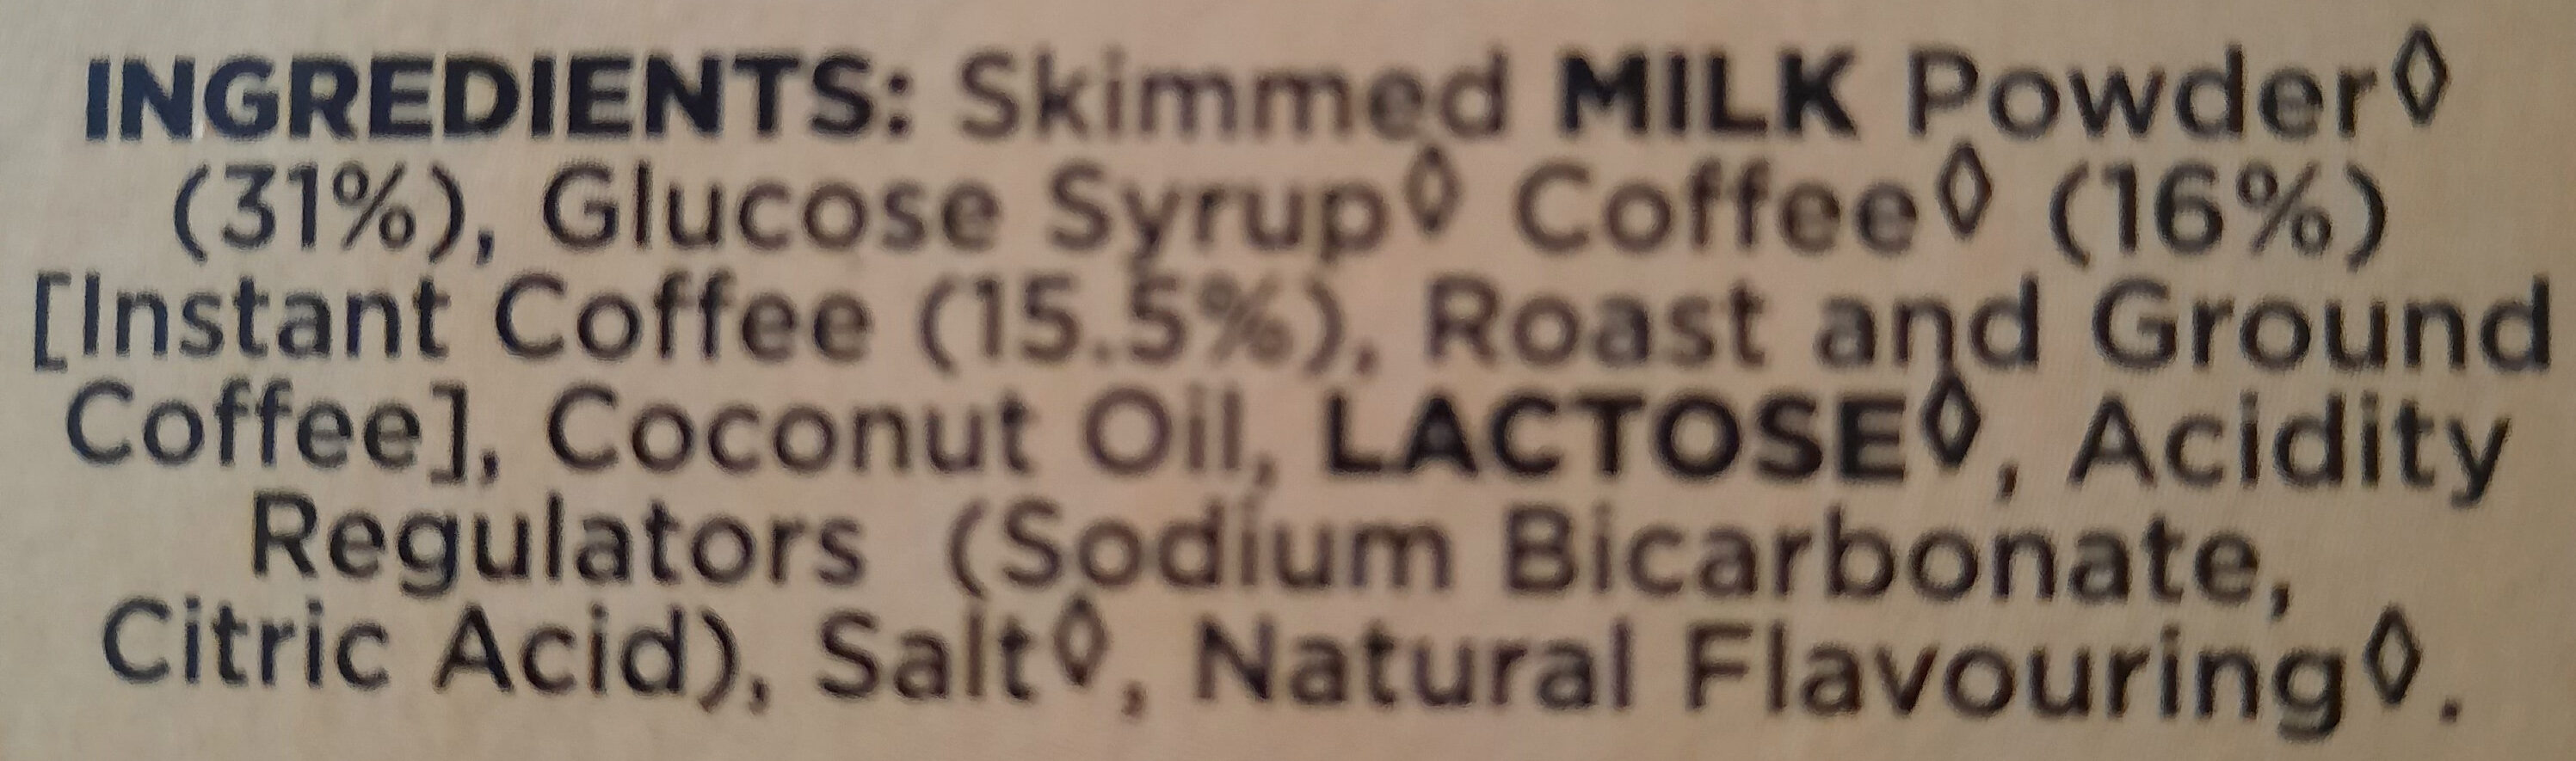 INGREDIENTS: Skimmed MILK Powder◊
(31%), Glucose Syrup◊ Coffee◊ (16%)
[Instant Coffee (15.5%), Roast and Ground
Coffee], Coconut Oil, LACTOSE◊, Acidity
Regulators (Sodium Bicarbonate,
Citric Acid), Salt◊, Natural Flavouring◊.